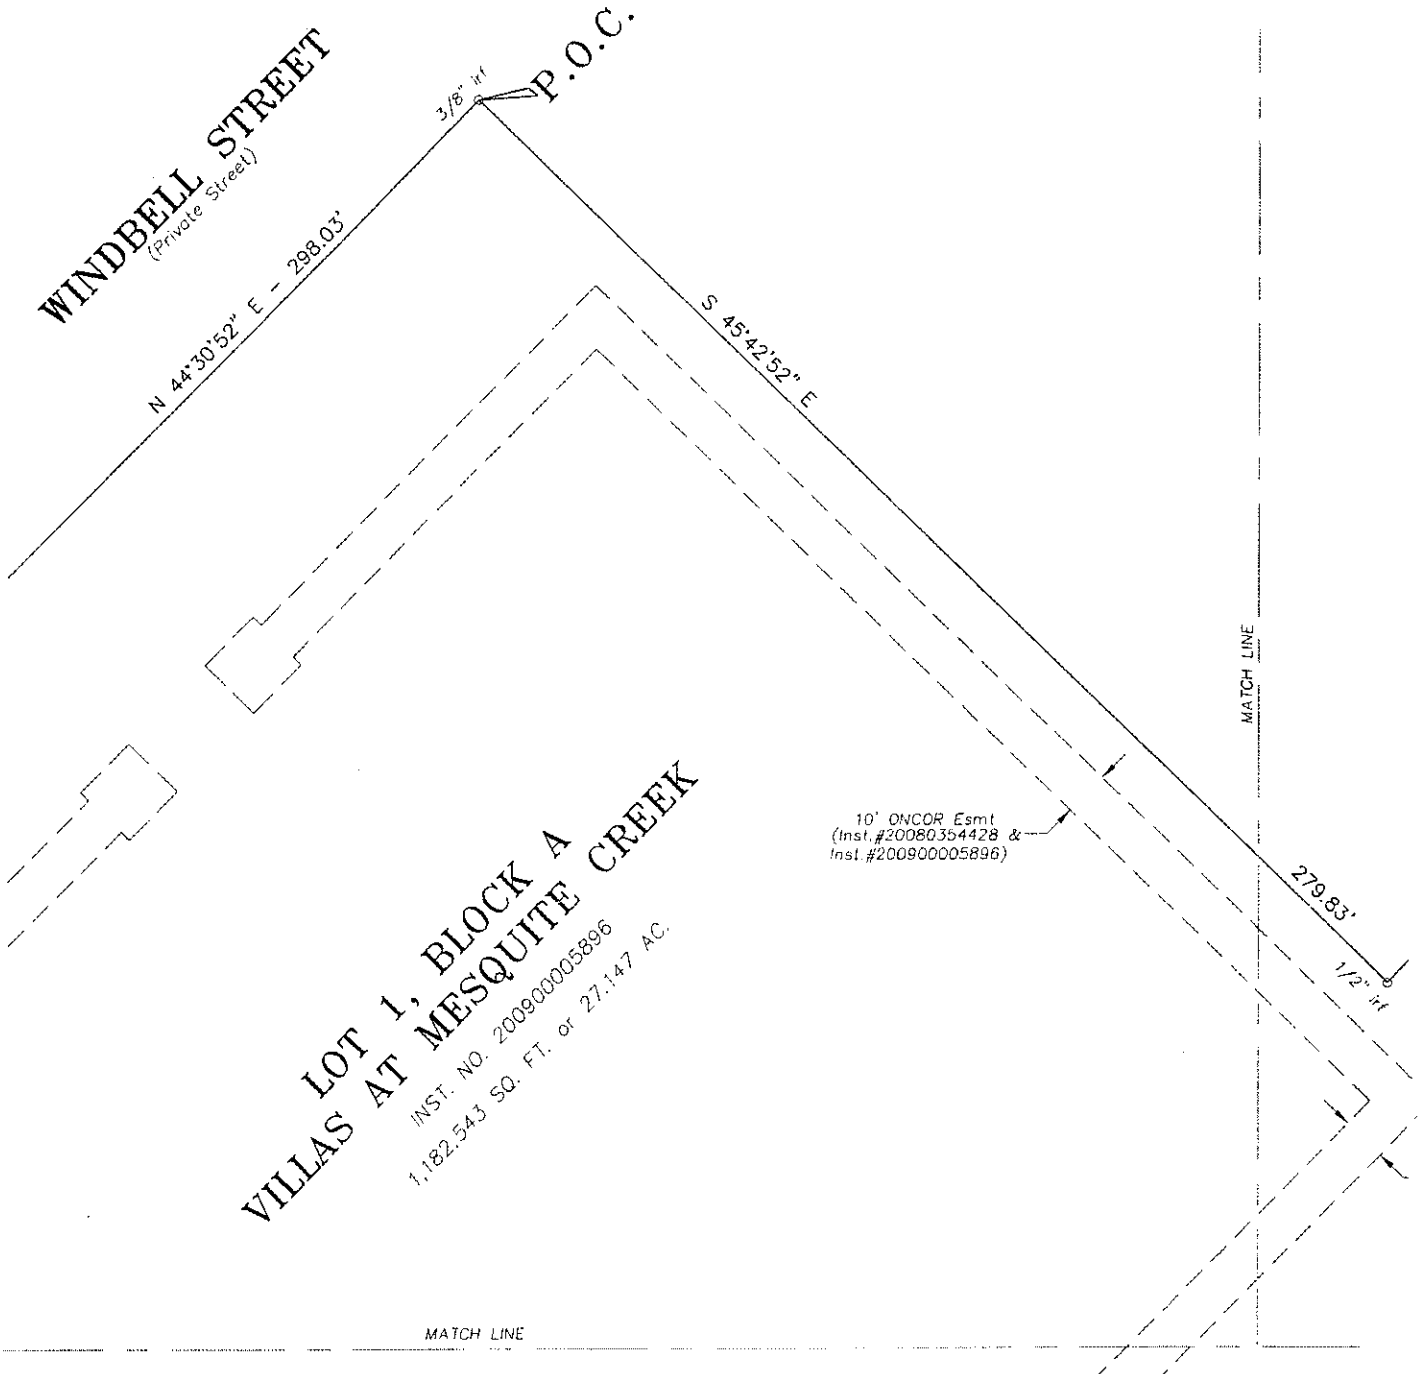 WINDBELL STREET
(Private Street)
3/8" irf
P.O.C.
N 44°30'52" E - 298.03'
S 45°42'52" E
279.83'
1/2" irf
MATCH LINE
10' ONCOR Esmt
(Inst.#20080354428 &
Inst.#200900005896)
LOT 1, BLOCK A
VILLAS AT MESQUITE CREEK
INST. NO. 200900005896
1,182,543 SQ. FT. or 27.147 AC.
MATCH LINE